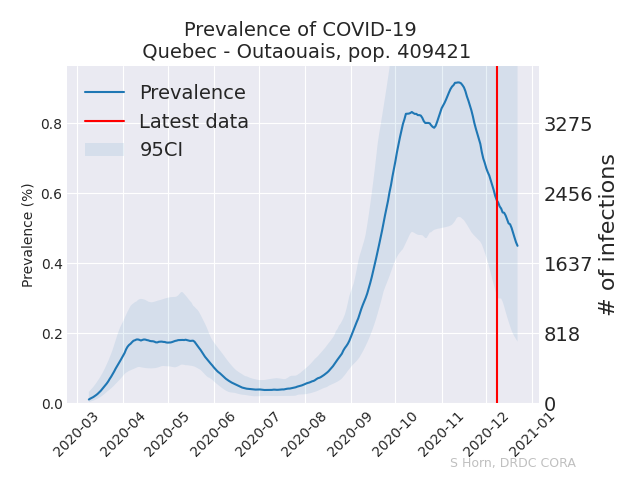 Prevalence of COVID-19
Quebec - Outaouais, pop. 409421
Prevalence
Latest data
95CI
Prevalence (%)
0.8
0.6
0.4
0.2
0.0
3275
2456
1637
818
0
# of infections
2020-03
2020-04
2020-05
2020-06
2020-07
2020-08
2020-09
2020-10
2020-11
2020-12
2021-01
S Horn, DRDC CORA